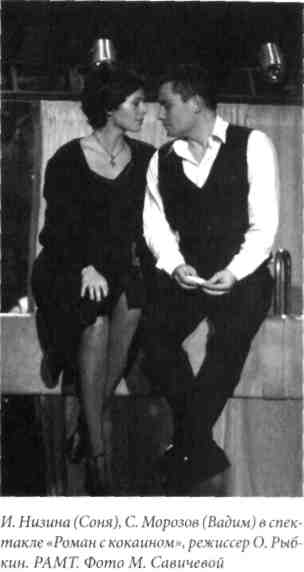 И. Низина (Соня), С. Морозов (Вадим) в спек-
такле «Роман с кокаином», режиссер О. Рыб-
кин. РАМТ. Фото М. Савичевой